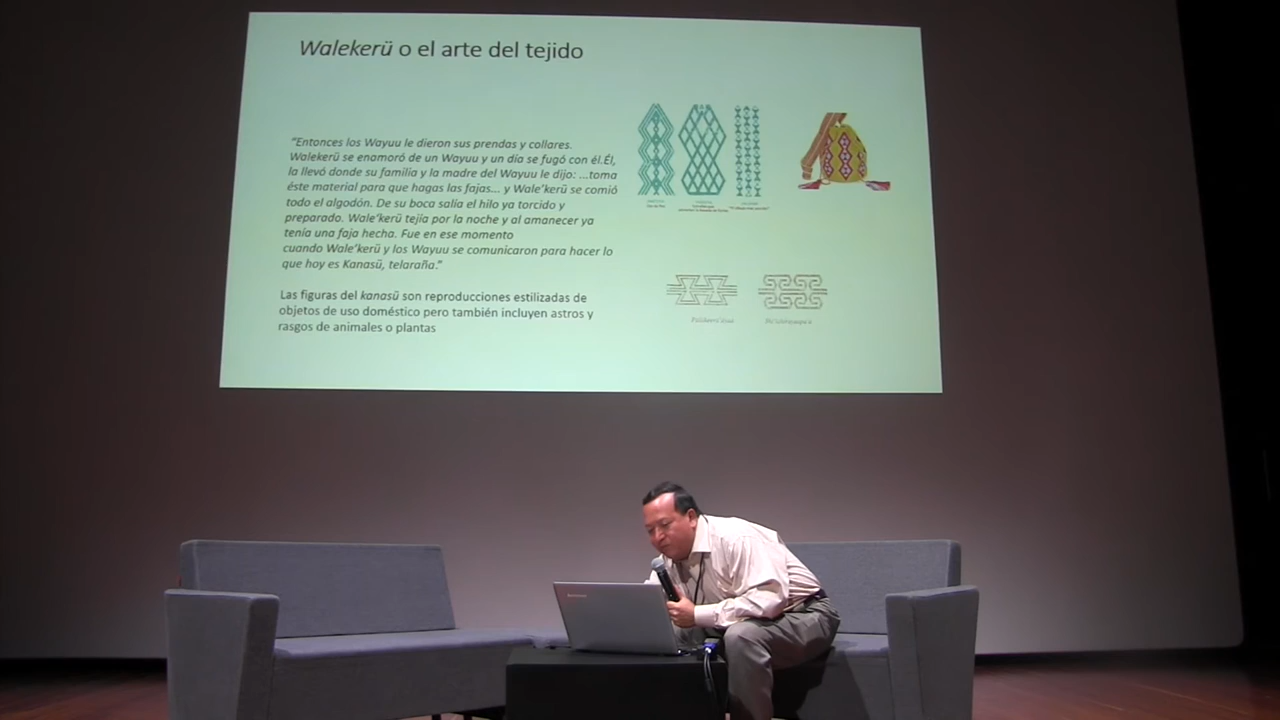 Walekerü o el arte del tejido
"Entonces los Wayuu le dieron sus prendas y collares.
Walekerü se enamoró de un Wayuu y un día se fugó con él.Él,
la llevó donde su familia y la madre del Wayuu le dijo: ...toma
éste material para que hagas las fajas... y Wale'kerü se comió
todo el algodón. De su boca salía el hilo ya torcido y
preparado. Wale'kerü tejía por la noche y al amanecer ya
tenía una faja hecha. Fue en ese momento
cuando Wale'kerü y los Wayuu se comunicaron para hacer lo
que hoy es Kanasü, telaraña."
Las figuras del kanasü son reproducciones estilizadas de
objetos de uso doméstico pero también incluyen astros y
rasgos de animales o plantas